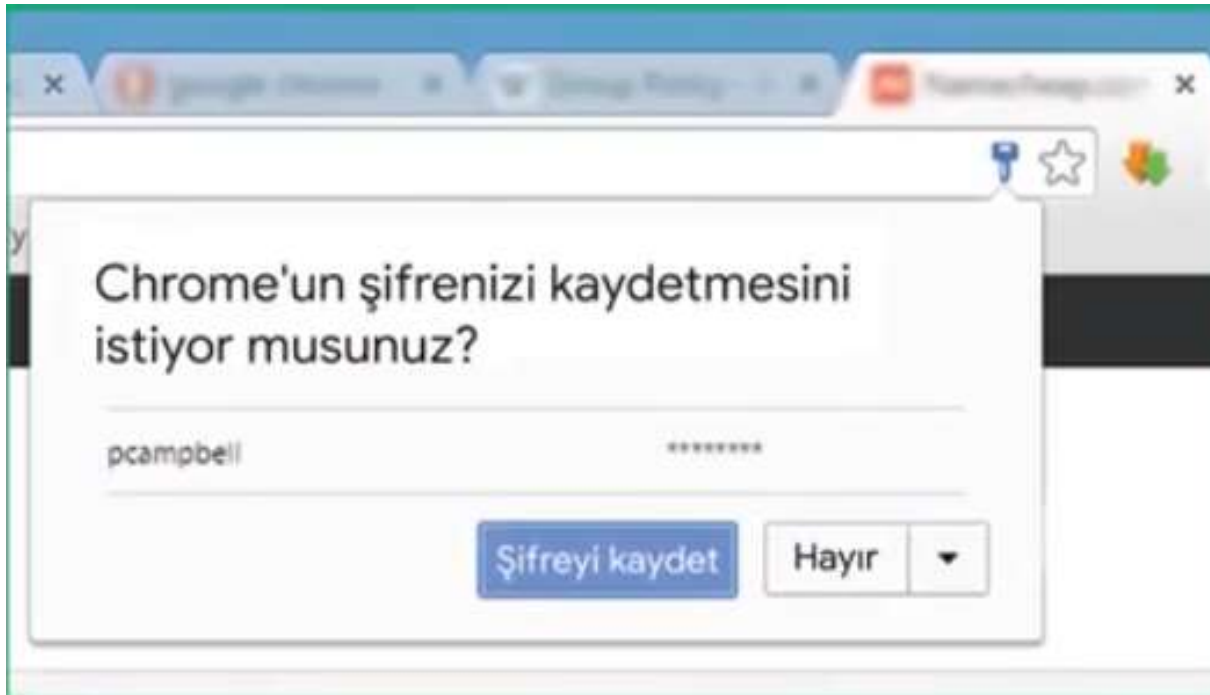 Chrome'un şifrenizi kaydetmesini
istiyor musunuz?
pcampbell ********
Şifreyi kaydet Hayır